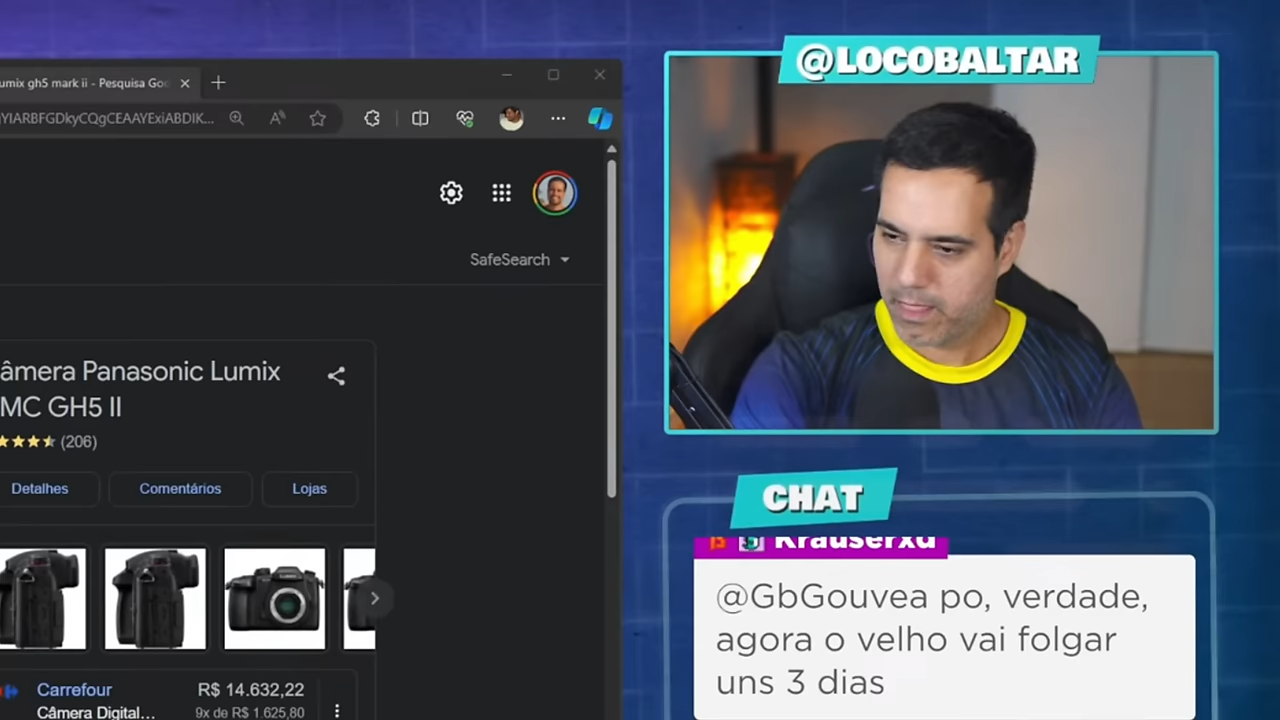 umix gh5 mark ii - Pesquisa Goo
YIARBFGDkyCQgCEAAYExiABDIK...
@LOCOBALTAR
SafeSearch
âmera Panasonic Lumix
MC GH5 II
(206)
Detalhes
Comentários
Lojas
CHAT
Krauserxd
@GbGouvea po, verdade,
agora o velho vai folgar
uns 3 dias
Carrefour
R$ 14.632,22
Câmera Digital...
9x de R$ 1.625,80